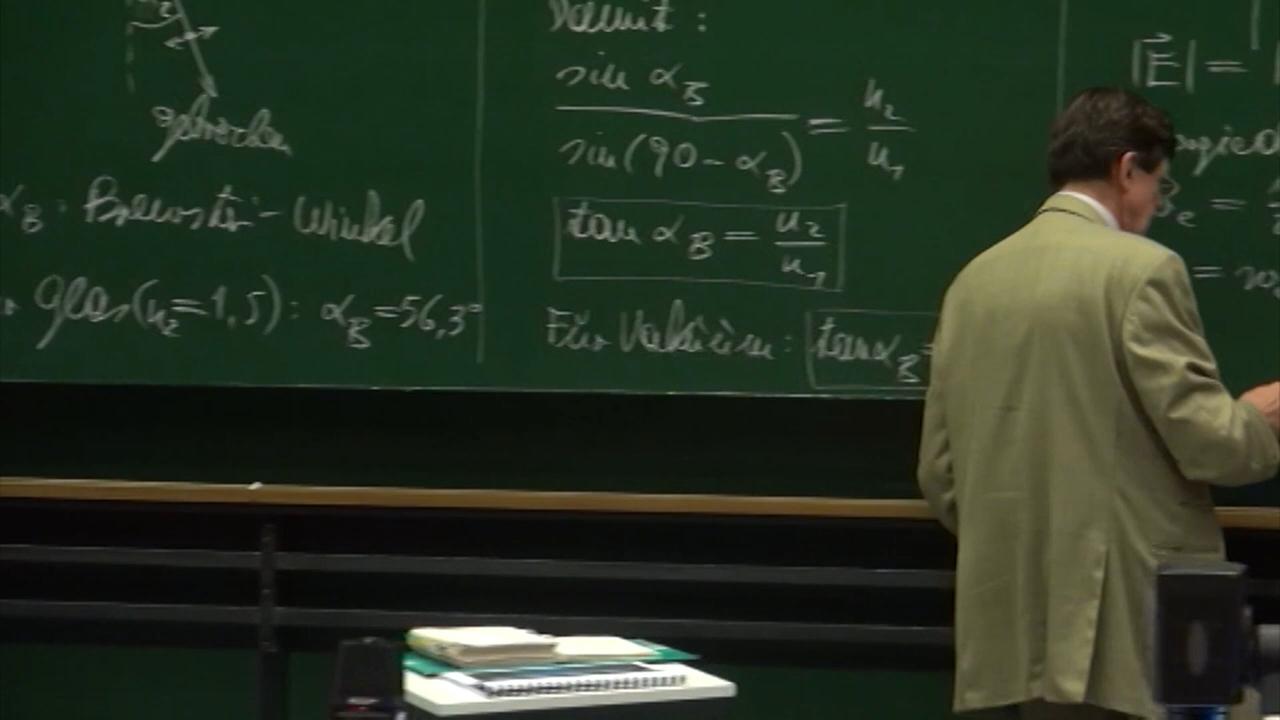 gebrochen
α_B: Brewster-Winkel
Glas (n₂=1,5): α_B=56,3°
Damit:
sin α_B
sin(90-α_B)
= n₂
n₁
tan α_B = n₂
n₁
Für Vakuum: tan α_B =
|E⃗| =